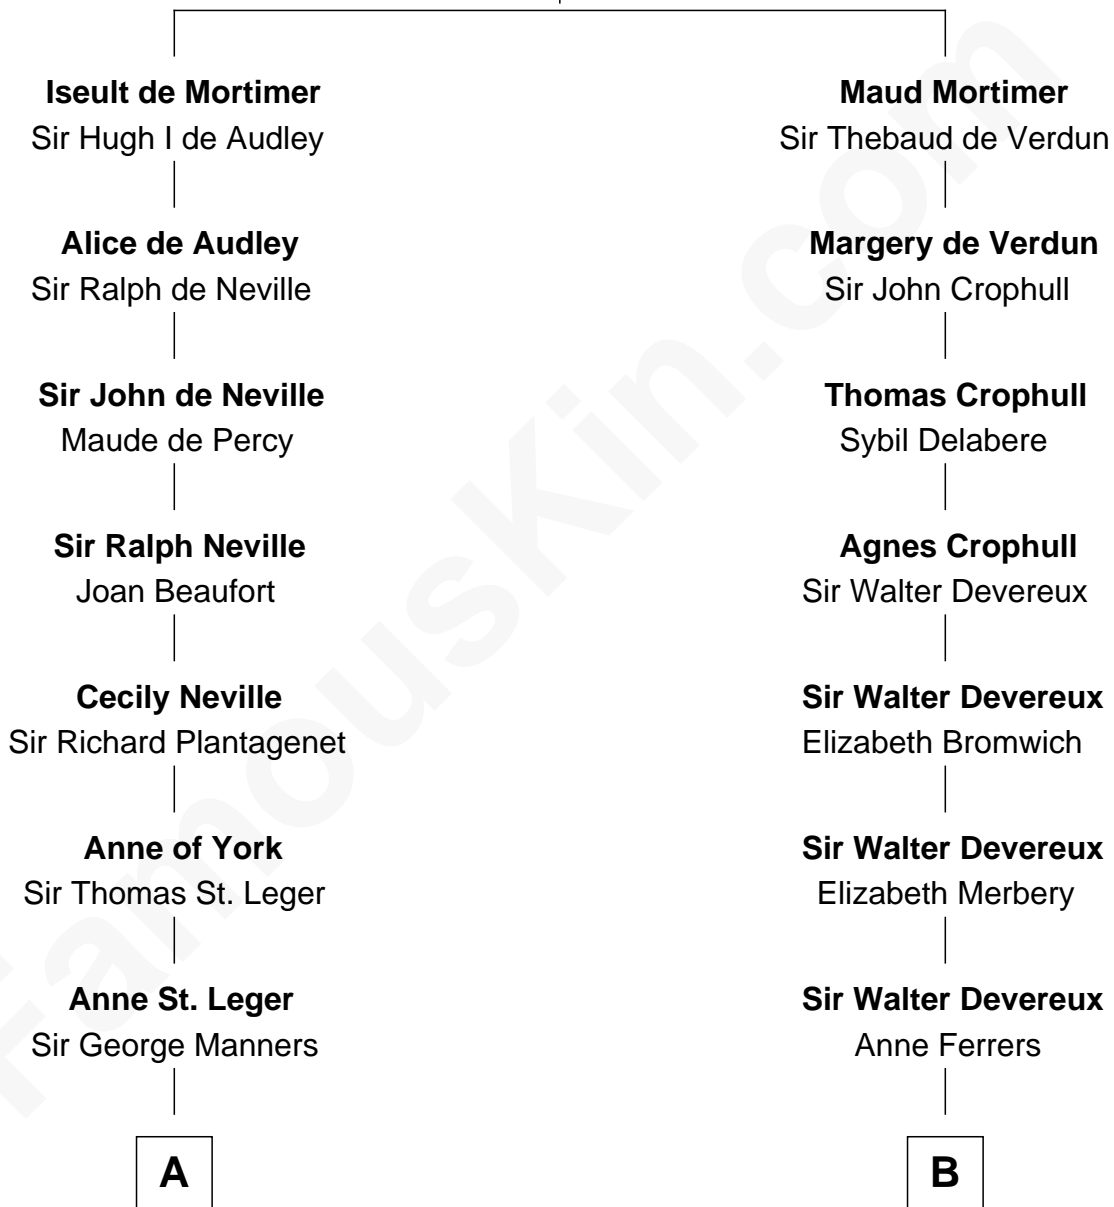 Iseult de Mortimer
Sir Hugh I de Audley
Alice de Audley
Sir Ralph de Neville
Sir John de Neville
Maude de Percy
Sir Ralph Neville
Joan Beaufort
Cecily Neville
Sir Richard Plantagenet
Anne of York
Sir Thomas St. Leger
Anne St. Leger
Sir George Manners
A
Maud Mortimer
Sir Thebaud de Verdun
Margery de Verdun
Sir John Crophull
Thomas Crophull
Sybil Delabere
Agnes Crophull
Sir Walter Devereux
Sir Walter Devereux
Elizabeth Bromwich
Sir Walter Devereux
Elizabeth Merbery
Sir Walter Devereux
Anne Ferrers
B
FamousKin.com